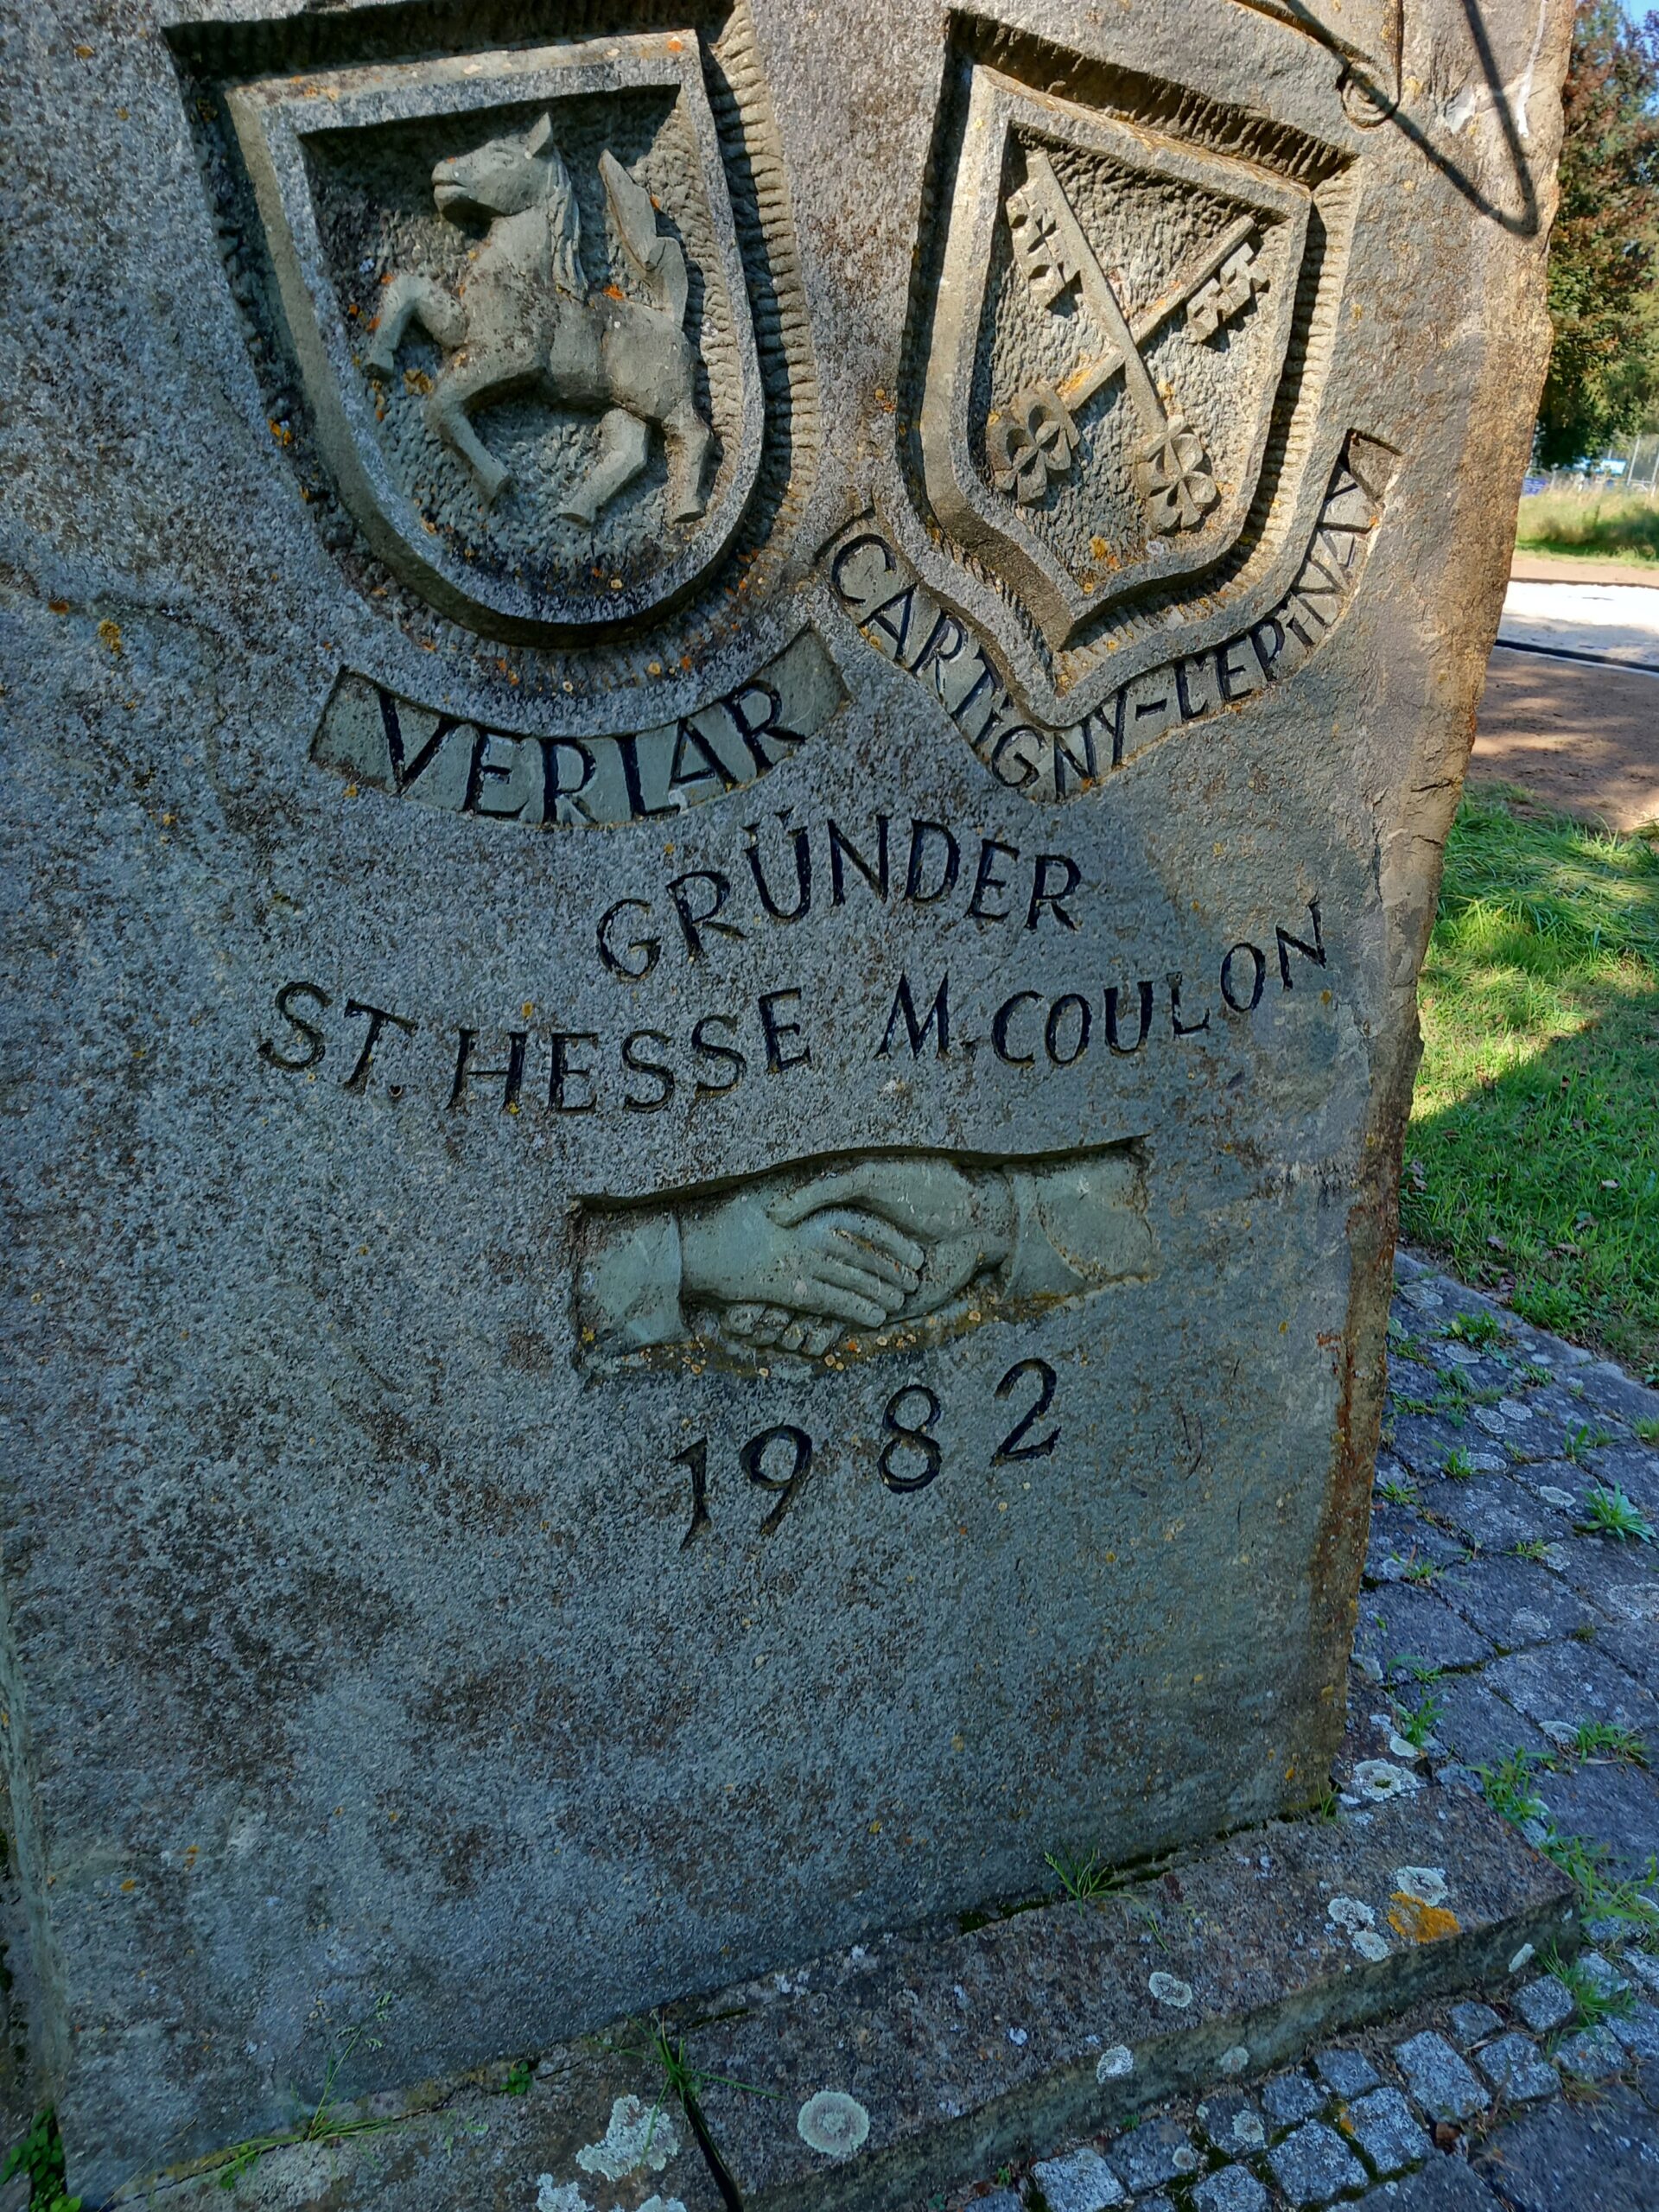 VERLAR
CARTiGNY-L'EPiNAY
GRÜNDER
ST. HESSE M. COULON
1982